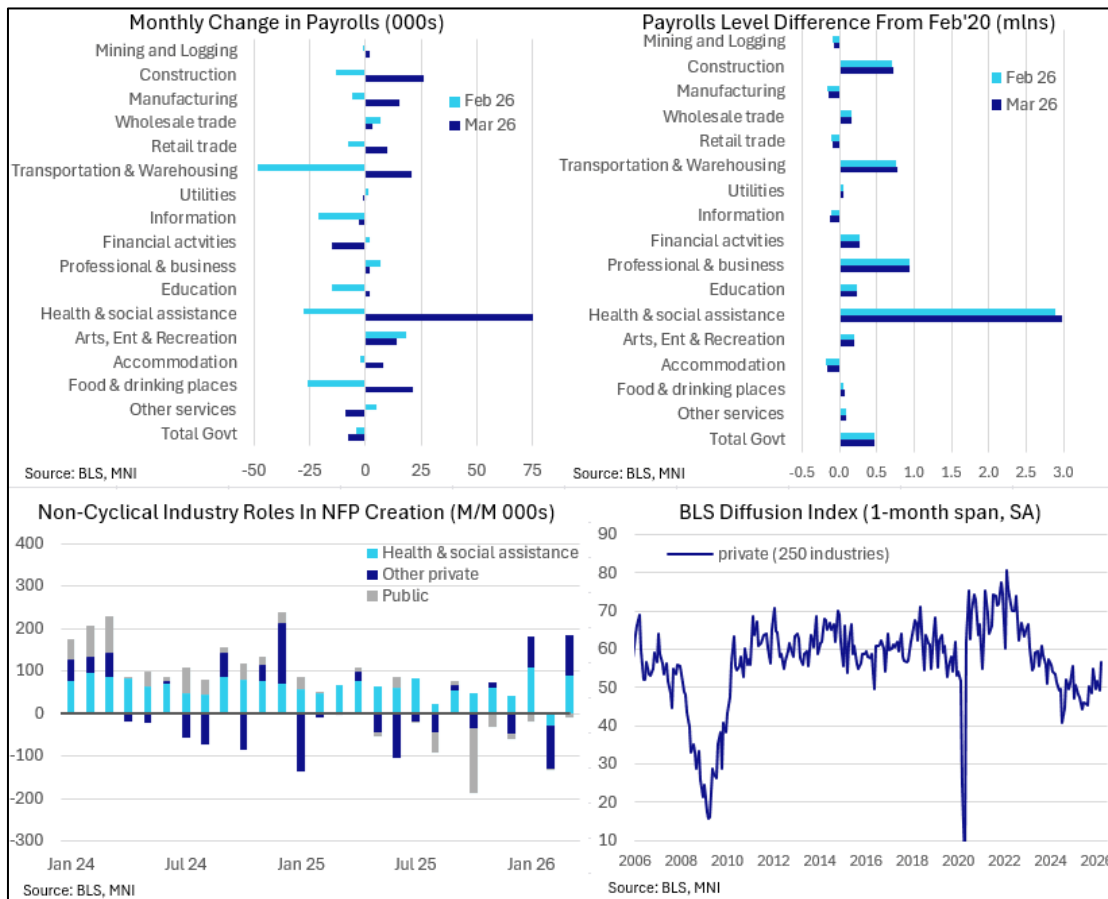 Monthly Change in Payrolls (000s)
Mining and Logging
Construction
Manufacturing
Wholesale trade
Retail trade
Transportation & Warehousing
Utilities
Information
Financial actvities
Professional & business
Education
Health & social assistance
Arts, Ent & Recreation
Accommodation
Food & drinking places
Other services
Total Govt
Feb 26
Mar 26
-50 -25 0 25 50 75
Source: BLS, MNI
Payrolls Level Difference From Feb'20 (mlns)
Mining and Logging
Construction
Manufacturing
Wholesale trade
Retail trade
Transportation & Warehousing
Utilities
Information
Financial actvities
Professional & business
Education
Health & social assistance
Arts, Ent & Recreation
Accommodation
Food & drinking places
Other services
Total Govt
Feb 26
Mar 26
-0.5 0.0 0.5 1.0 1.5 2.0 2.5 3.0
Source: BLS, MNI
Non-Cyclical Industry Roles In NFP Creation (M/M 000s)
400
300
200
100
0
-100
-200
-300
Health & social assistance
Other private
Public
Jan 24 Jul 24 Jan 25 Jul 25 Jan 26
Source: BLS, MNI
BLS Diffusion Index (1-month span, SA)
90
80
70
60
50
40
30
20
10
private (250 industries)
2006 2008 2010 2012 2014 2016 2018 2020 2022 2024 2026
Source: BLS, MNI